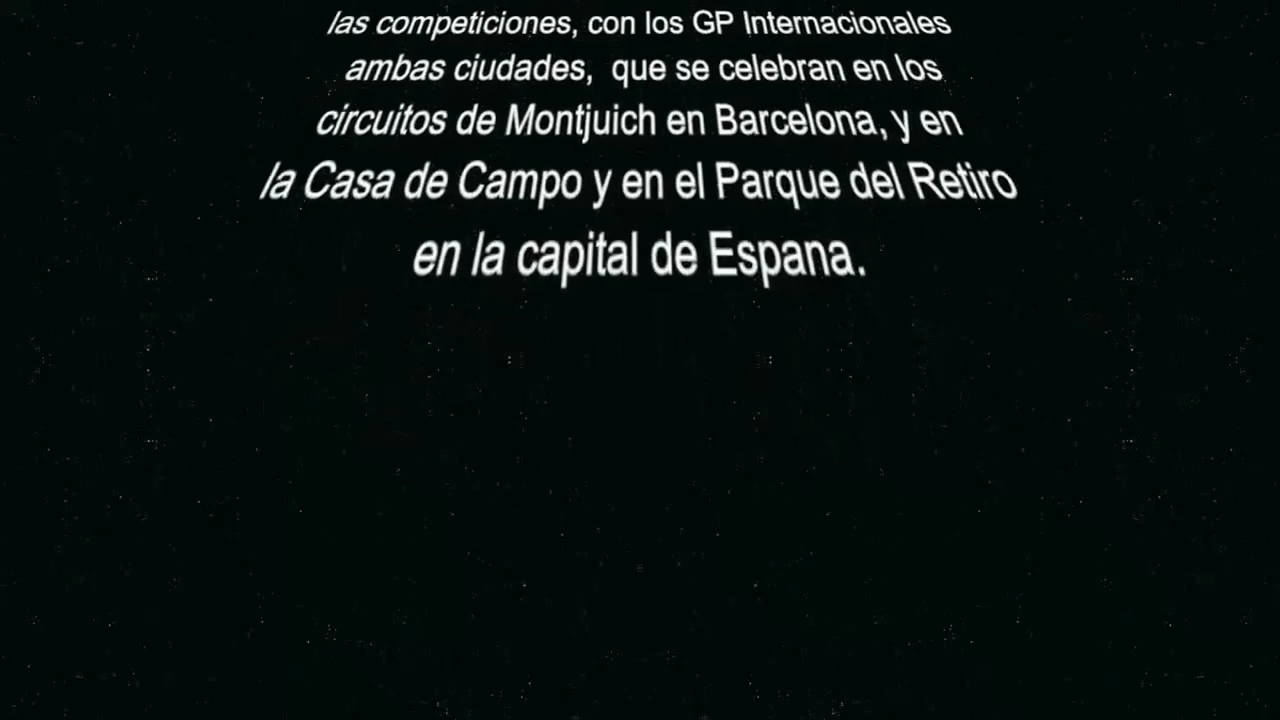 las competiciones, con los GP Internacionales
ambas ciudades, que se celebran en los
circuitos de Montjuich en Barcelona, y en
la Casa de Campo y en el Parque del Retiro
en la capital de Espana.